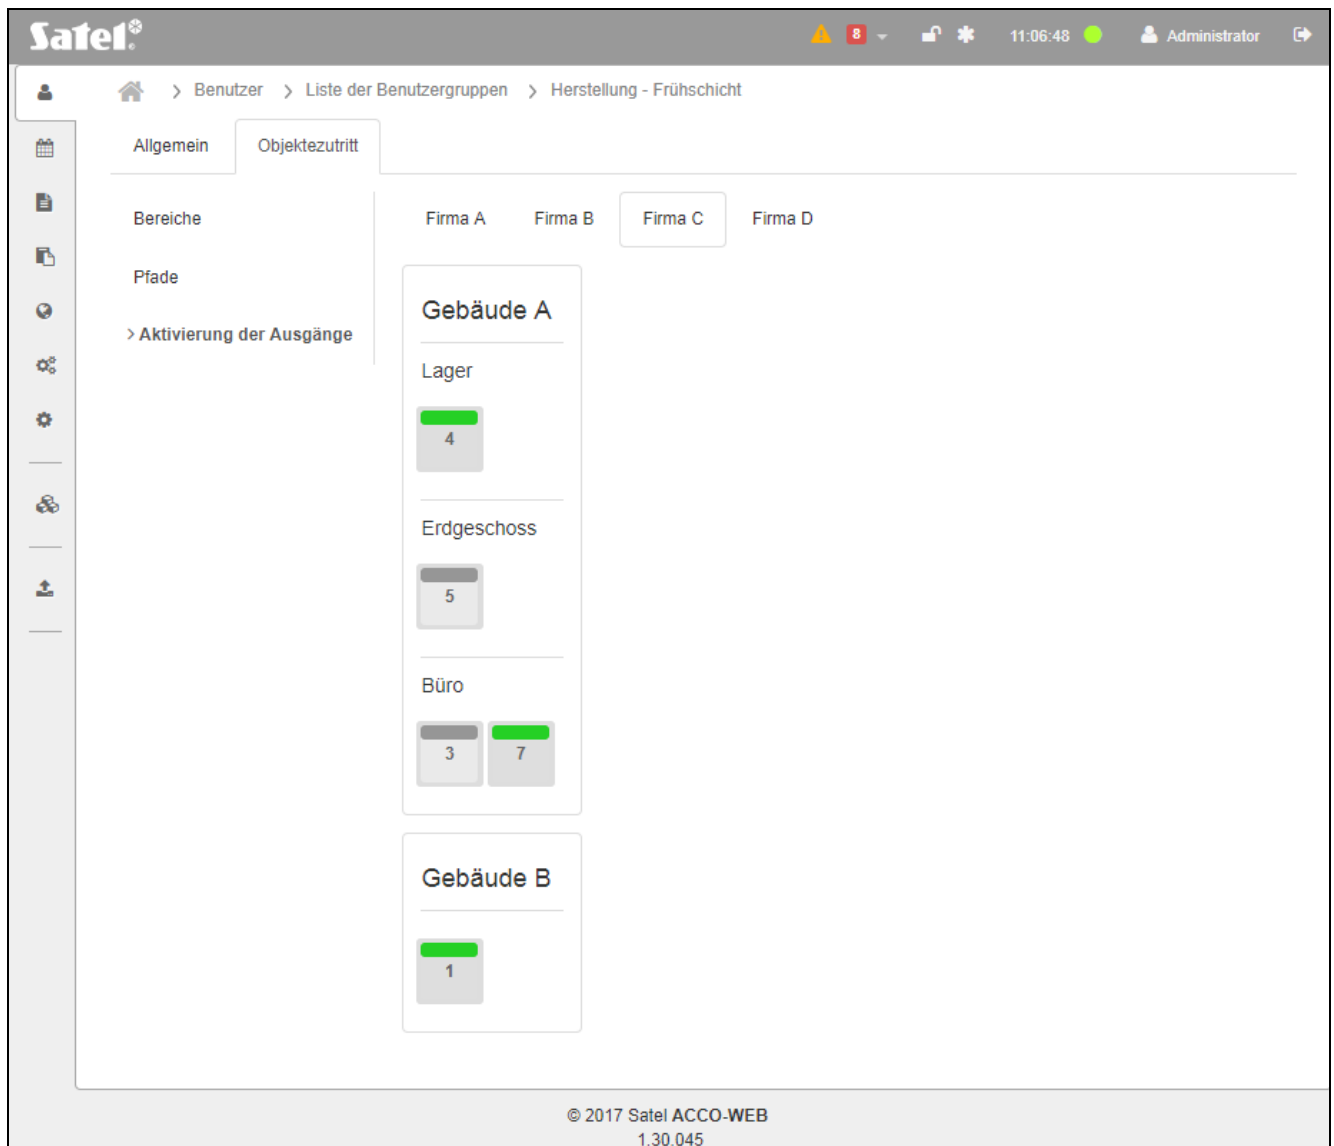 Satel®
8
11:06:48
Administrator
Benutzer > Liste der Benutzergruppen > Herstellung - Frühschicht
Allgemein
Objektezutritt
Bereiche
Pfade
> Aktivierung der Ausgänge
Firma A
Firma B
Firma C
Firma D
Gebäude A
Lager
4
Erdgeschoss
5
Büro
3
7
Gebäude B
1
© 2017 Satel ACCO-WEB
1.30.045